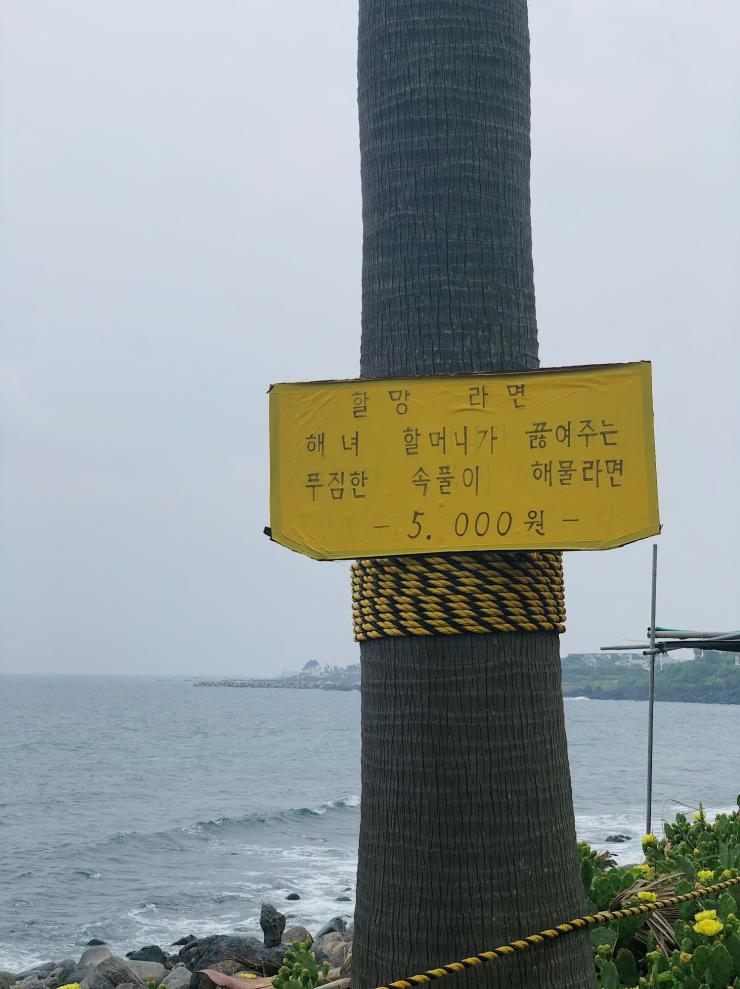 할망 라면
해녀 할머니가 끓여주는
푸짐한 속풀이 해물라면
- 5.000원 -